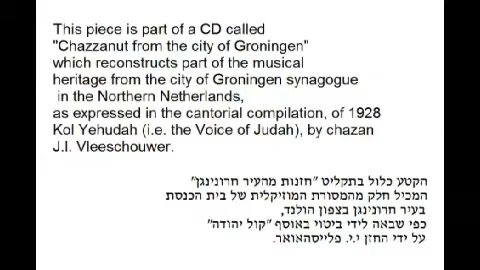 This piece is part of a CD called
"Chazzanut from the city of Groningen"
which reconstructs part of the musical
heritage from the city of Groningen synagogue
in the Northern Netherlands,
as expressed in the cantorial compilation, of 1928
Kol Yehudah (i.e. the Voice of Judah), by chazan
J.I. Vleeschouwer.
הקטע כלול בתקליט "חזנות מהעיר חרונינגן"
המכיל חלק מהמסורת המוזיקלית של בית הכנסת
בעיר חרונינגן בצפון הולנד,
כפי שבאה לידי ביטוי באוסף "קול יהודה"
על ידי החזן י.י. פלייסהאואר.